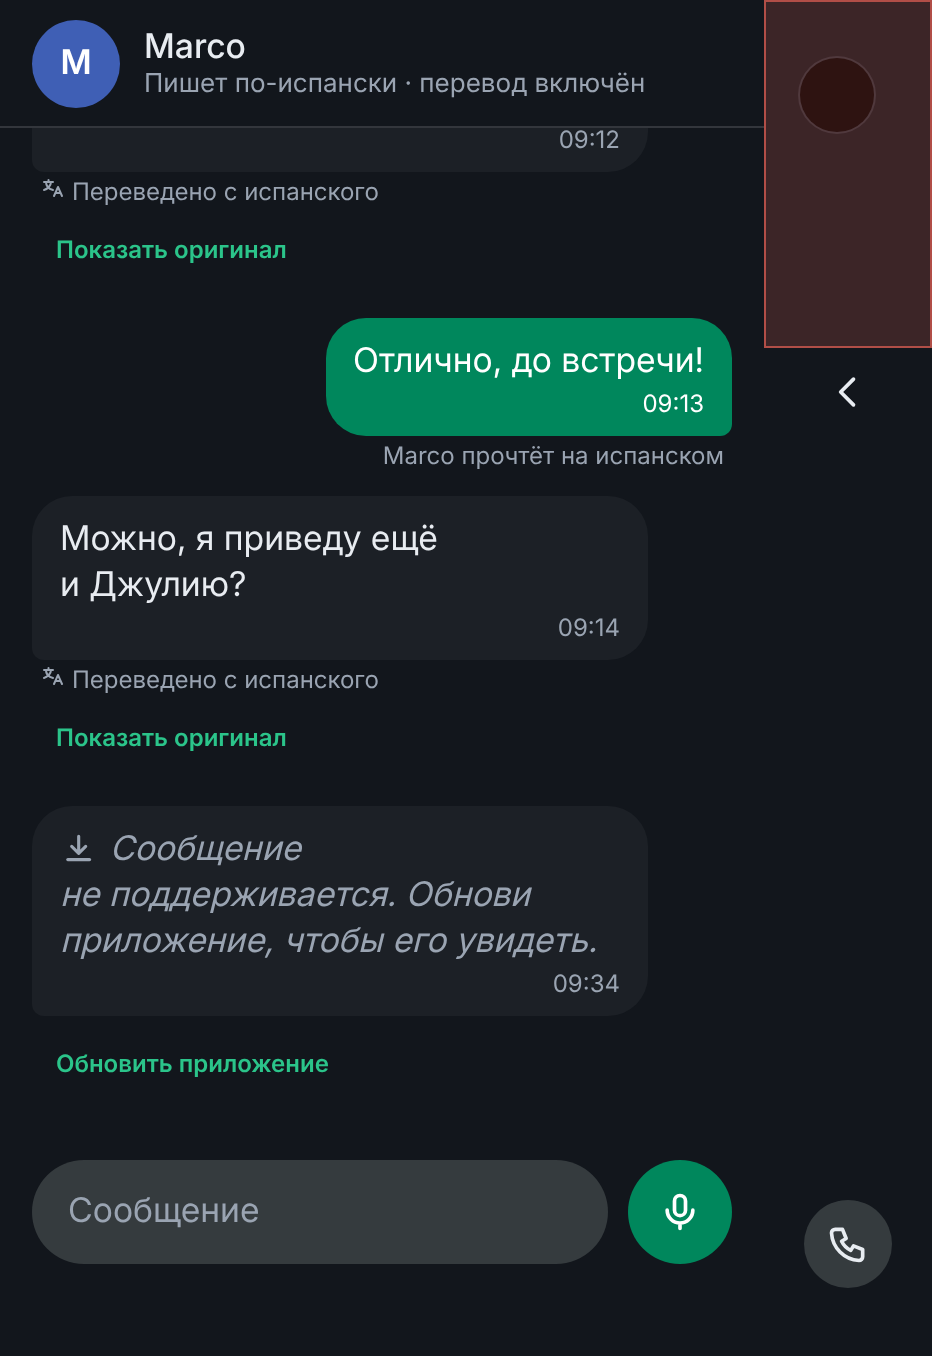 M
Marco
Пишет по-испански · перевод включён
09:12
Переведено с испанского
Показать оригинал
Отлично, до встречи!
09:13
Marco прочтёт на испанском
Можно, я приведу ещё
и Джулию?
09:14
Переведено с испанского
Показать оригинал
Сообщение
не поддерживается. Обнови
приложение, чтобы его увидеть.
09:34
Обновить приложение
Сообщение